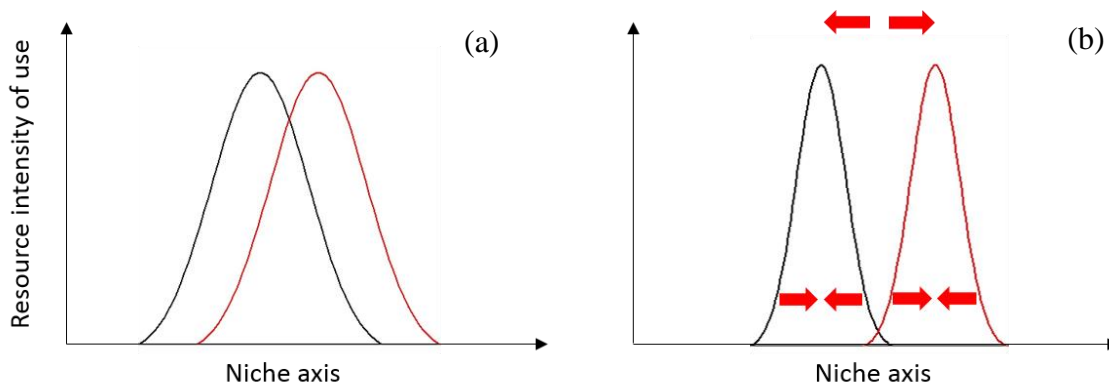 (a)
(b)
Resource intensity of use
Niche axis
Niche axis